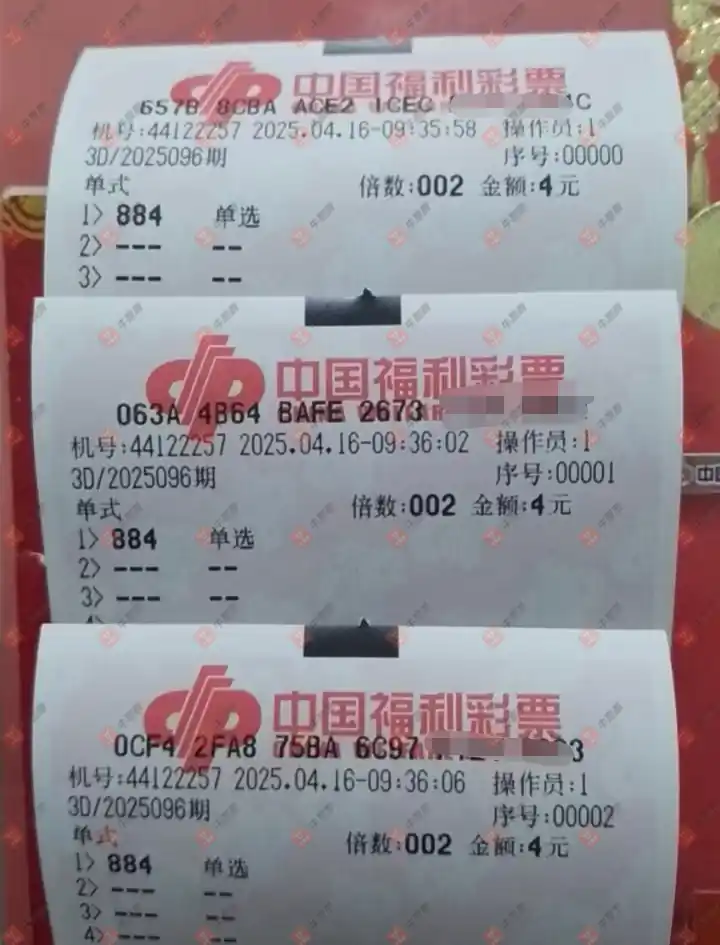 中国福利彩票
657B 8CBA ACE2 1CEC
机号:44122257 2025.04.16-09:35:58 操作员:1
3D/2025096期 序号:00000
单式 倍数:002 金额:4元
1> 884 单选
2> --- --
3> --- --
中国福利彩票
063A 4B64 BAFE 2673
机号:44122257 2025.04.16-09:36:02 操作员:1
3D/2025096期 序号:00001
单式 倍数:002 金额:4元
1> 884 单选
2> --- --
3> --- --
中国福利彩票
0CF4 2FA8 75BA 6C97
机号:44122257 2025.04.16-09:36:06 操作员:1
3D/2025096期 序号:00002
单式 倍数:002 金额:4元
1> 884 单选
2> --- --
3> --- --
4> --- --